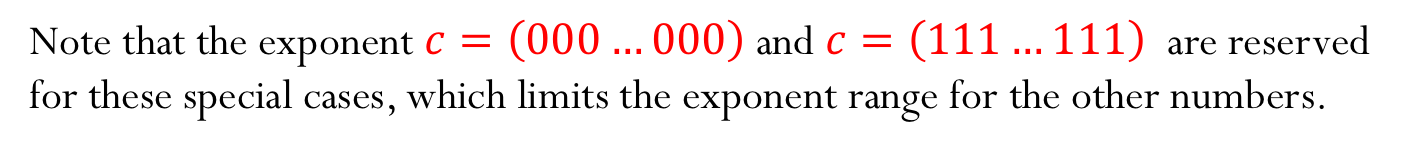 Note that the exponent c = (000 … 000) and c = (111 … 111) are reserved
for these special cases, which limits the exponent range for the other numbers.